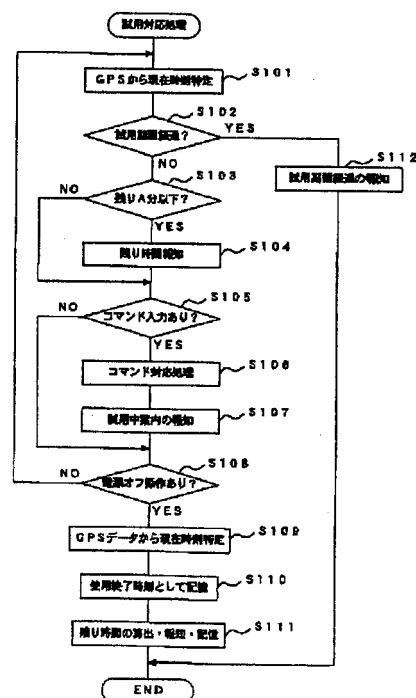 試用対応処理
GPSから現在時刻特定
S101
S102
試用期間経過?
YES
NO
S112
試用期間経過の報知
S103
NO
残りA分以下?
YES
S104
残り時間報知
S105
NO
コマンド入力あり?
YES
S106
コマンド対応処理
S107
試用中案内の報知
S108
NO
電源オフ操作あり?
YES
S109
GPSデータから現在時刻特定
S110
使用終了時刻として記憶
S111
残り時間の算出・報知・記憶
END